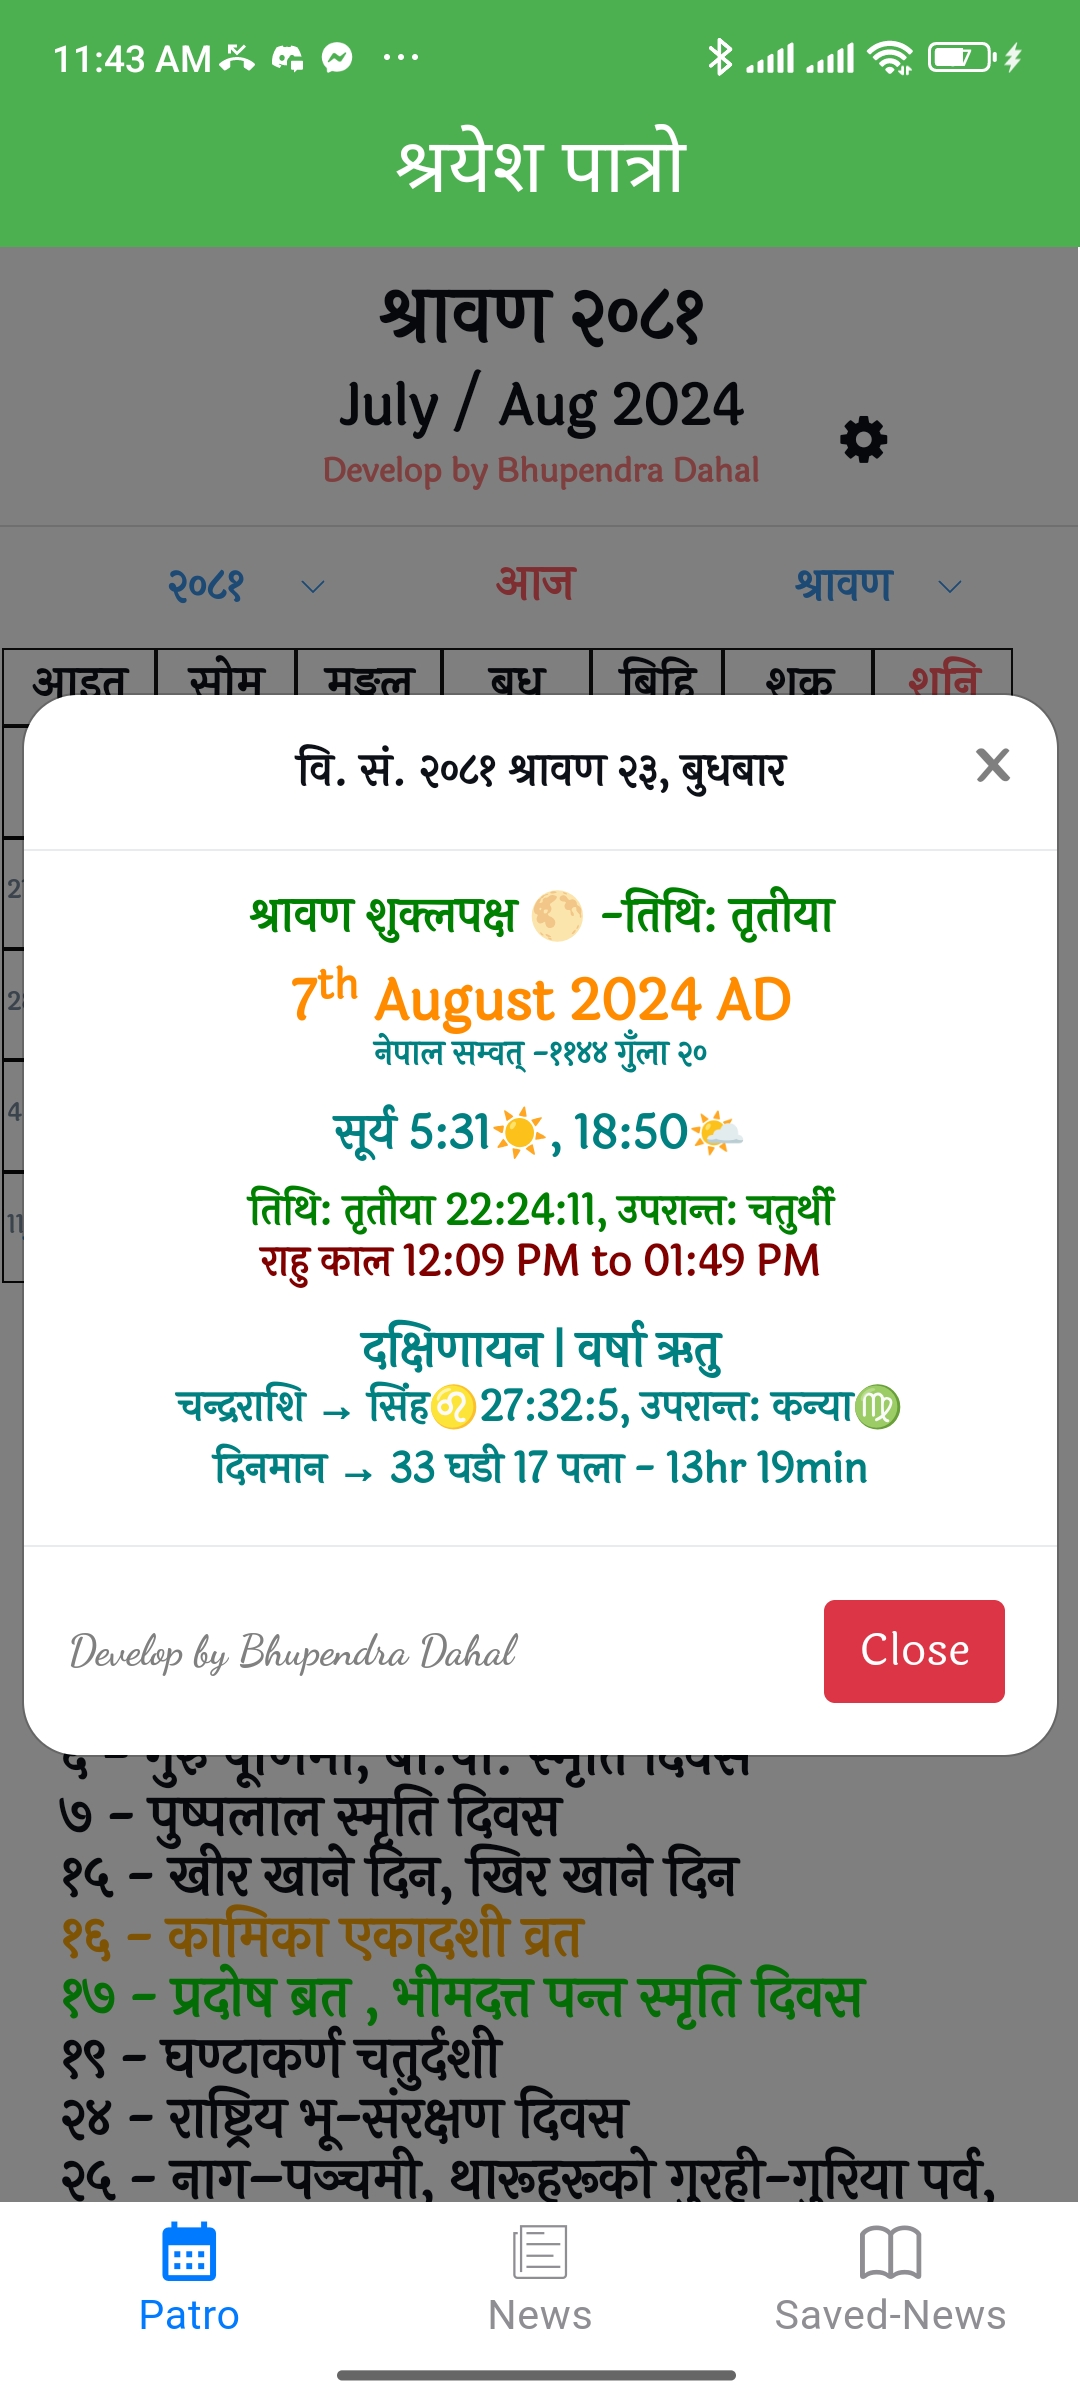 11:43 AM
श्रयेश पात्रो
श्रावण २०८१
July / Aug 2024
Develop by Bhupendra Dahal
२०८१ आज श्रावण
आइत सोम मङ्गल बुध बिहि शुक्र शनि
वि. सं. २०८१ श्रावण २३, बुधबार
श्रावण शुक्लपक्ष 🌕 -तिथि: तृतीया
7th August 2024 AD
नेपाल सम्वत् -११४४ गुँला २०
सूर्य 5:31☀️, 18:50🌤️
तिथि: तृतीया 22:24:11, उपरान्त: चतुर्थी
राहु काल 12:09 PM to 01:49 PM
दक्षिणायन | वर्षा ऋतु
चन्द्रराशि → सिंह♌27:32:5, उपरान्त: कन्या♍
दिनमान → 33 घडी 17 पला - 13hr 19min
Develop by Bhupendra Dahal
Close
६ - गुरु पूर्णिमा, बी.पी. स्मृति दिवस
७ - पुष्पलाल स्मृति दिवस
१५ - खीर खाने दिन, खिर खाने दिन
१६ - कामिका एकादशी व्रत
१७ - प्रदोष ब्रत , भीमदत्त पन्त स्मृति दिवस
१९ - घण्टाकर्ण चतुर्दशी
२४ - राष्ट्रिय भू-संरक्षण दिवस
२५ - नाग–पञ्चमी, थारूहरूको गुरही-गुरिया पर्व,
Patro News Saved-News